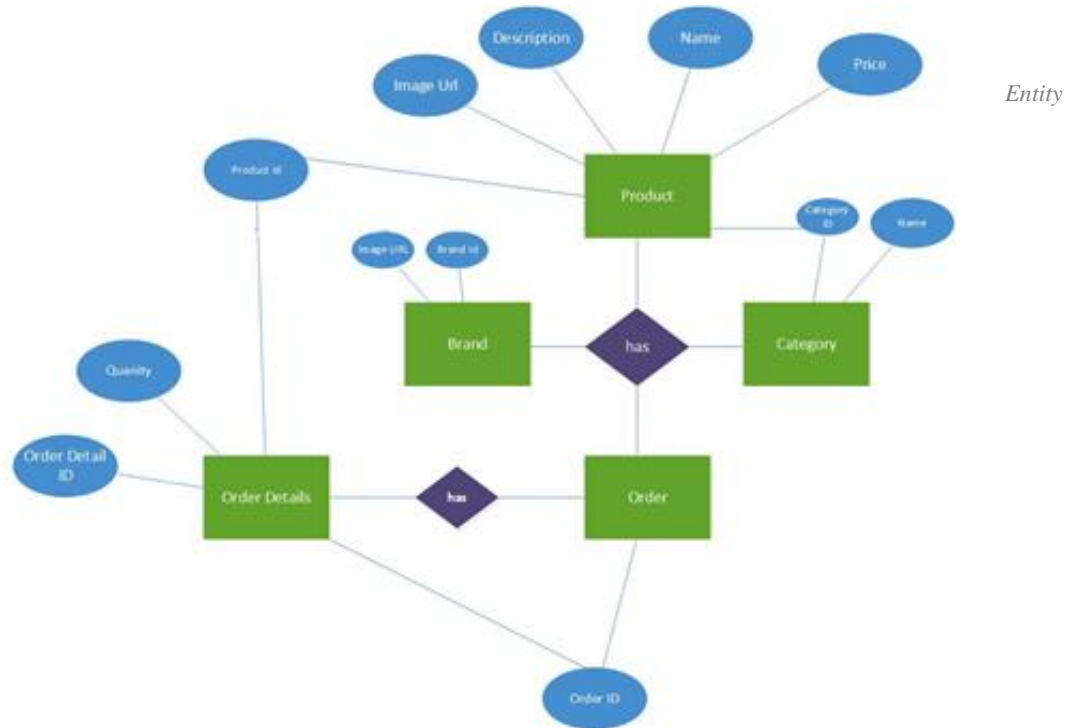 Description
Name
Price
Image Url
Entity
Product id
Product
Category
ID
Name
Image URL
Brand Id
Brand
has
Category
Quanity
Order Detail
ID
Order Details
has
Order
Order ID